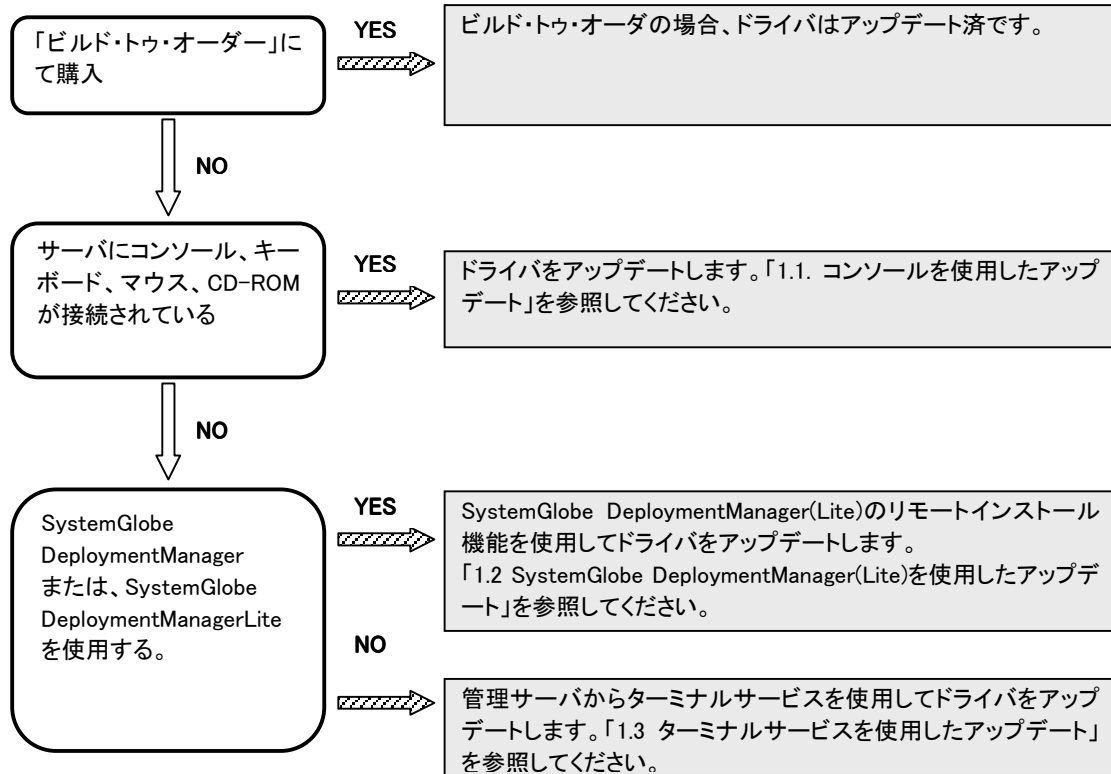 「ビルド・トゥ・オーダー」に
て購入
YES
ビルド・トゥ・オーダの場合、ドライバはアップデート済です。
NO
サーバにコンソール、キー
ボード、マウス、CD-ROM
が接続されている
YES
ドライバをアップデートします。「1.1. コンソールを使用したアップ
デート」を参照してください。
NO
SystemGlobe
DeploymentManager
または、SystemGlobe
DeploymentManagerLite
を使用する。
YES
SystemGlobe DeploymentManager(Lite)のリモートインストール
機能を使用してドライバをアップデートします。
「1.2 SystemGlobe DeploymentManager(Lite)を使用したアップデ
ート」を参照してください。
NO
管理サーバからターミナルサービスを使用してドライバをアップ
デートします。「1.3 ターミナルサービスを使用したアップデート」
を参照してください。